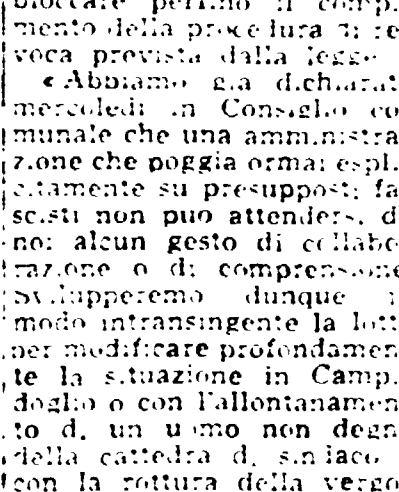 bloccare perfino il comp.
mento della procedura di re
voca prevista dalla legge
« Abbiamo già dichiarat
mercoledì in Consiglio co
munale che una amministra
zione che poggia ormai espl.
citamente su presupposti fa
scisti non può attendersi d
noi alcun gesto di collabo
razione o di comprensione
Svilupperemo dunque i
modo intransigente la lott
per modificare profondamen
te la situazione in Camp.
doglio o con l'allontanamen
to di un uomo non degn
della cattedra di sindaco
con la rottura della vergo